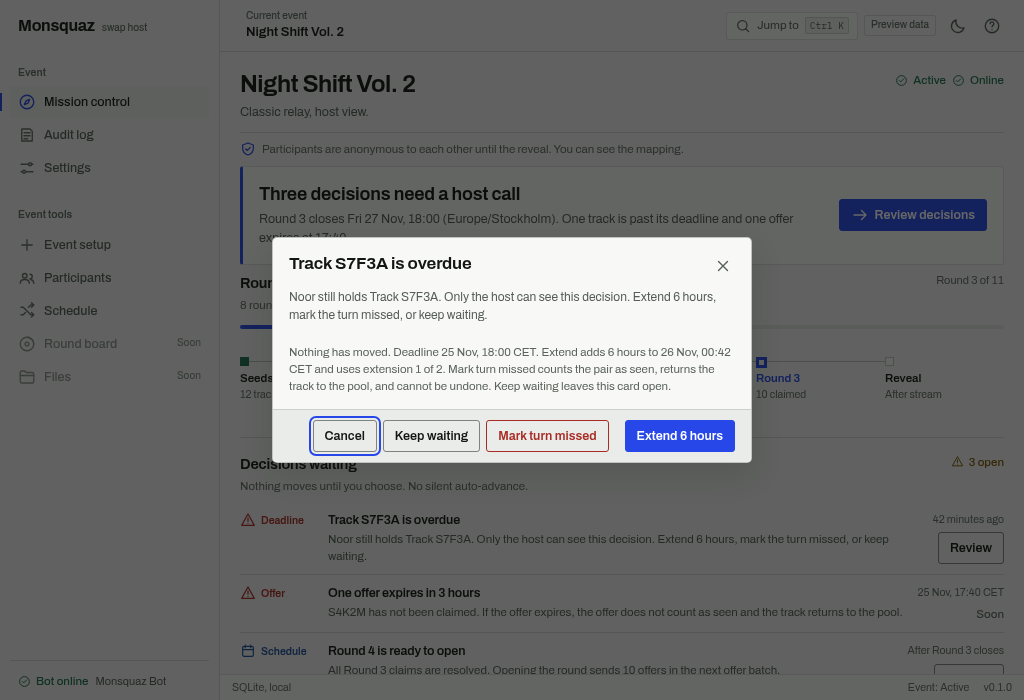 Monsquaz swap host
Event
Mission control
Audit log
Settings
Event tools
Event setup
Participants
Schedule
Round board Soon
Files Soon
Bot online Monsquaz Bot
Current event
Night Shift Vol. 2
Jump to Ctrl K
Preview data
Night Shift Vol. 2
Active Online
Classic relay, host view.
Participants are anonymous to each other until the reveal. You can see the mapping.
Three decisions need a host call
Round 3 closes Fri 27 Nov, 18:00 (Europe/Stockholm). One track is past its deadline and one offer
expires at 17:40
Review decisions
Round 3 of 11
8 roun
Seeds
12 trac
Round 3
10 claimed
Reveal
After stream
Track S7F3A is overdue
Noor still holds Track S7F3A. Only the host can see this decision. Extend 6 hours,
mark the turn missed, or keep waiting.
Nothing has moved. Deadline 25 Nov, 18:00 CET. Extend adds 6 hours to 26 Nov, 00:42
CET and uses extension 1 of 2. Mark turn missed counts the pair as seen, returns the
track to the pool, and cannot be undone. Keep waiting leaves this card open.
Cancel Keep waiting Mark turn missed Extend 6 hours
Decisions waiting
3 open
Nothing moves until you choose. No silent auto-advance.
Deadline
Track S7F3A is overdue
42 minutes ago
Noor still holds Track S7F3A. Only the host can see this decision. Extend 6 hours, mark the turn missed, or keep
waiting.
Review
Offer
One offer expires in 3 hours
25 Nov, 17:40 CET
S4K2M has not been claimed. If the offer expires, the offer does not count as seen and the track returns to the pool.
Soon
Schedule
Round 4 is ready to open
After Round 3 closes
All Round 3 claims are resolved. Opening the round sends 10 offers in the next offer batch.
SQLite, local
Event: Active v0.1.0